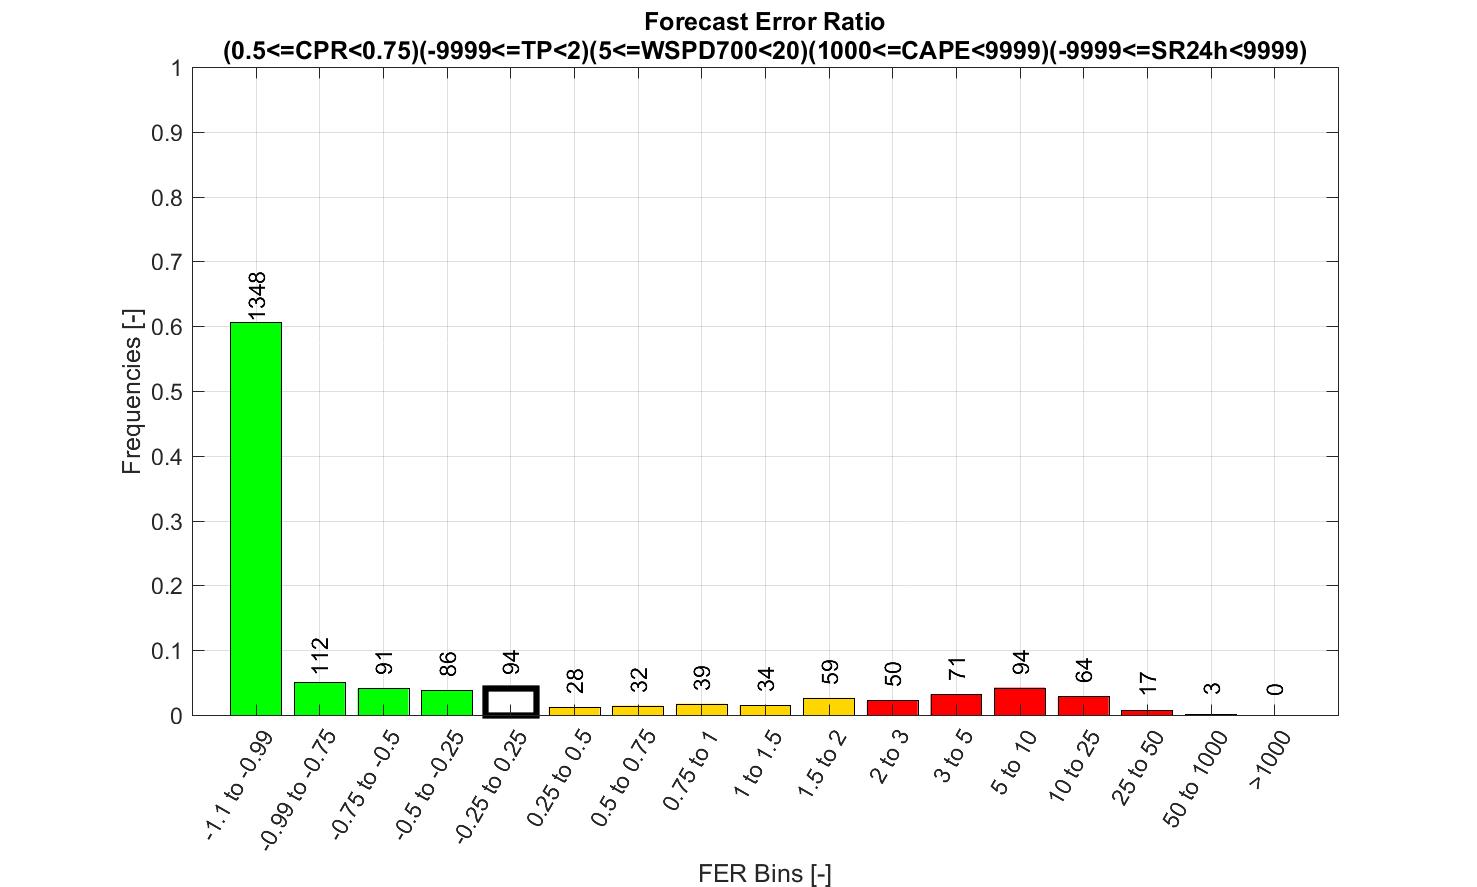 Forecast Error Ratio
(0.5<=CPR<0.75)(-9999<=TP<2)(5<=WSPD700<20)(1000<=CAPE<9999)(-9999<=SR24h<9999)
1
0.9
0.8
0.7
0.6
0.5
0.4
0.3
0.2
0.1
0
Frequencies [-]
1348
112
91
86
94
28
32
39
34
59
50
71
94
64
17
3
0
-1.1 to -0.99
-0.99 to -0.75
-0.75 to -0.5
-0.5 to -0.25
-0.25 to 0.25
0.25 to 0.5
0.5 to 0.75
0.75 to 1
1 to 1.5
1.5 to 2
2 to 3
3 to 5
5 to 10
10 to 25
25 to 50
50 to 1000
>1000
FER Bins [-]